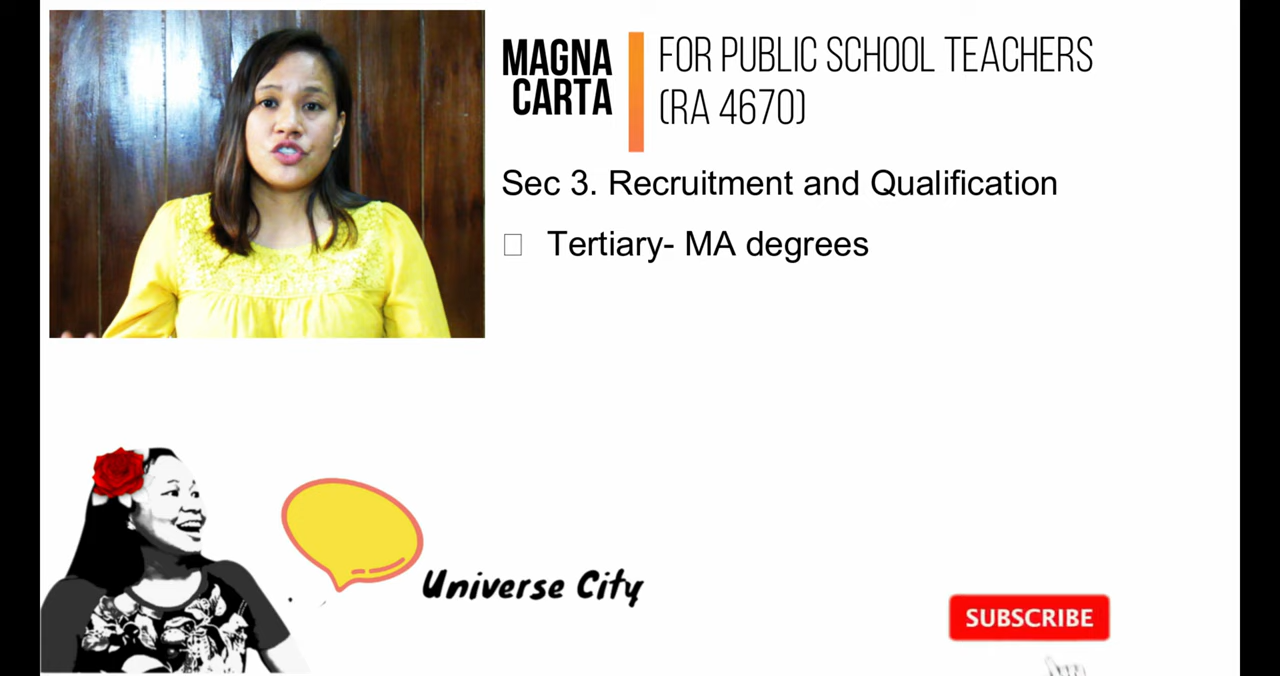 MAGNA
CARTA
FOR PUBLIC SCHOOL TEACHERS
(RA 4670)
Sec 3. Recruitment and Qualification
Tertiary- MA degrees
Universe City
SUBSCRIBE